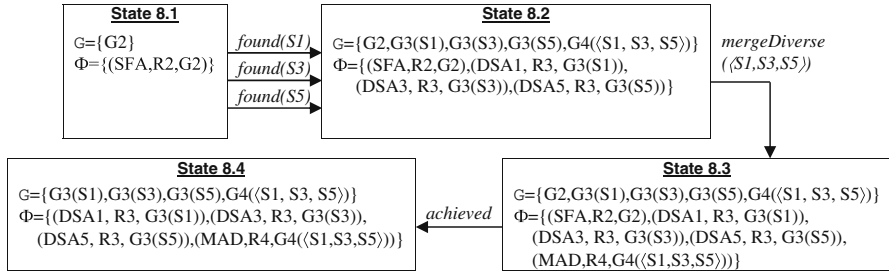 State 8.1
G={G2}
Φ={(SFA,R2,G2)}
found(S1)
found(S3)
found(S5)
State 8.2
G={G2,G3(S1),G3(S3),G3(S5),G4(⟨S1, S3, S5⟩)}
Φ={(SFA,R2,G2),(DSA1, R3, G3(S1)),
(DSA3, R3, G3(S3)),(DSA5, R3, G3(S5))}
mergeDiverse
(⟨S1,S3,S5⟩)
State 8.4
G={G3(S1),G3(S3),G3(S5),G4(⟨S1, S3, S5⟩)}
Φ={(DSA1, R3, G3(S1)),(DSA3, R3, G3(S3)),
(DSA5, R3, G3(S5)),(MAD,R4,G4(⟨S1,S3,S5⟩))}
achieved
State 8.3
G={G2,G3(S1),G3(S3),G3(S5),G4(⟨S1, S3, S5⟩)}
Φ={(SFA,R2,G2),(DSA1, R3, G3(S1)),
(DSA3, R3, G3(S3)),(DSA5, R3, G3(S5)),
(MAD,R4,G4(⟨S1,S3,S5⟩))}